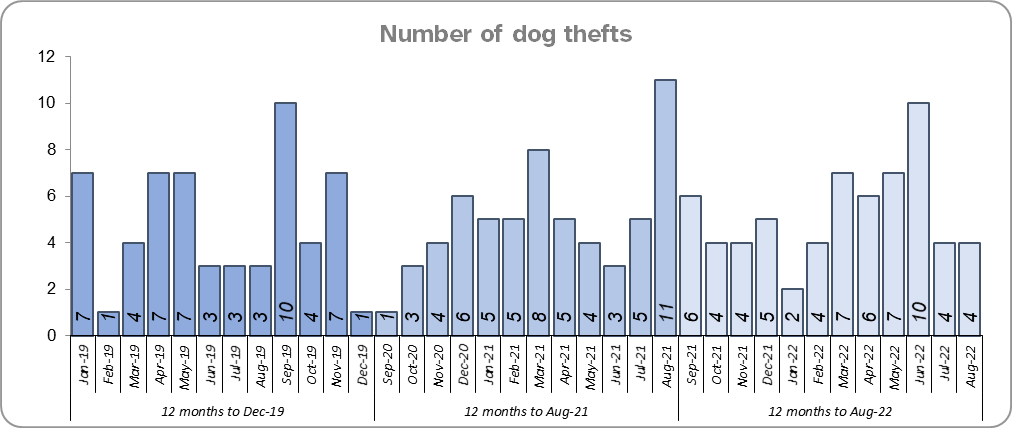 Number of dog thefts
12
10
8
6
4
2
0
7 1 4 7 7 3 3 3 10 4 7 1 1 3 4 6 5 5 8 5 4 3 5 11 6 4 4 5 2 4 7 6 7 10 4 4
Jan-19 Feb-19 Mar-19 Apr-19 May-19 Jun-19 Jul-19 Aug-19 Sep-19 Oct-19 Nov-19 Dec-19 Sep-20 Oct-20 Nov-20 Dec-20 Jan-21 Feb-21 Mar-21 Apr-21 May-21 Jun-21 Jul-21 Aug-21 Sep-21 Oct-21 Nov-21 Dec-21 Jan-22 Feb-22 Mar-22 Apr-22 May-22 Jun-22 Jul-22 Aug-22
12 months to Dec-19 12 months to Aug-21 12 months to Aug-22